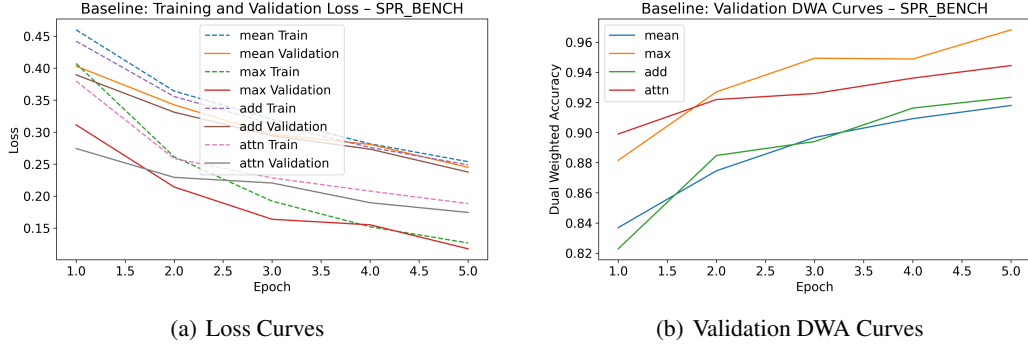 Baseline: Training and Validation Loss – SPR_BENCH
Loss
0.45
0.40
0.35
0.30
0.25
0.20
0.15
mean Train
mean Validation
max Train
max Validation
add Train
add Validation
attn Train
attn Validation
1.0 1.5 2.0 2.5 3.0 3.5 4.0 4.5 5.0
Epoch
(a) Loss Curves
Baseline: Validation DWA Curves – SPR_BENCH
Dual Weighted Accuracy
0.96
0.94
0.92
0.90
0.88
0.86
0.84
0.82
mean
max
add
attn
1.0 1.5 2.0 2.5 3.0 3.5 4.0 4.5 5.0
Epoch
(b) Validation DWA Curves